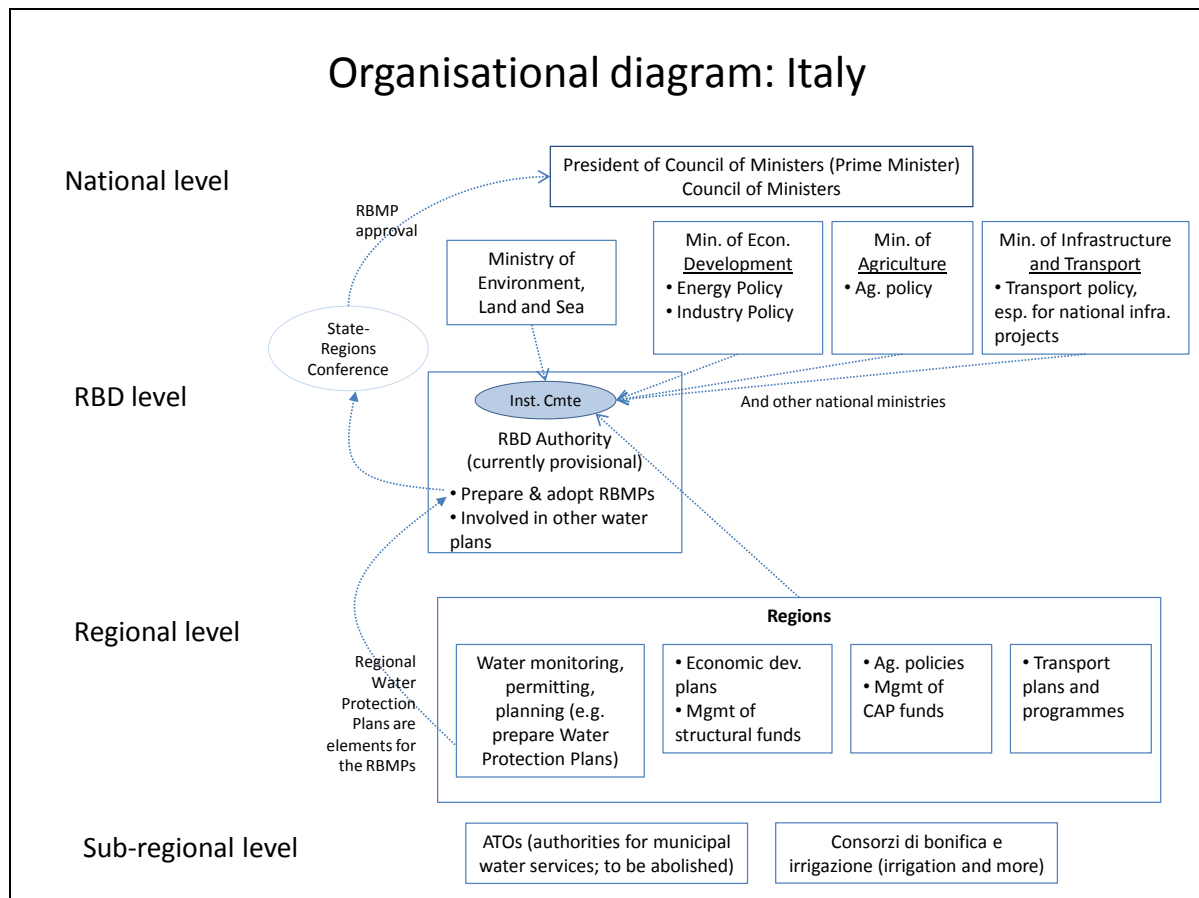 Organisational diagram: Italy
National level
President of Council of Ministers (Prime Minister)
Council of Ministers
RBMP
approval
Ministry of
Environment,
Land and Sea
Min. of Econ.
Development
• Energy Policy
• Industry Policy
Min. of
Agriculture
• Ag. policy
Min. of Infrastructure
and Transport
• Transport policy,
esp. for national infra.
projects
State-
Regions
Conference
RBD level
Inst. Cmte
And other national ministries
RBD Authority
(currently provisional)
• Prepare & adopt RBMPs
• Involved in other water
plans
Regional level
Regions
Regional
Water
Protection
Plans are
elements for
the RBMPs
Water monitoring,
permitting,
planning (e.g.
prepare Water
Protection Plans)
• Economic dev.
plans
• Mgmt of
structural funds
• Ag. policies
• Mgmt of
CAP funds
• Transport
plans and
programmes
Sub-regional level
ATOs (authorities for municipal
water services; to be abolished)
Consorzi di bonifica e
irrigazione (irrigation and more)